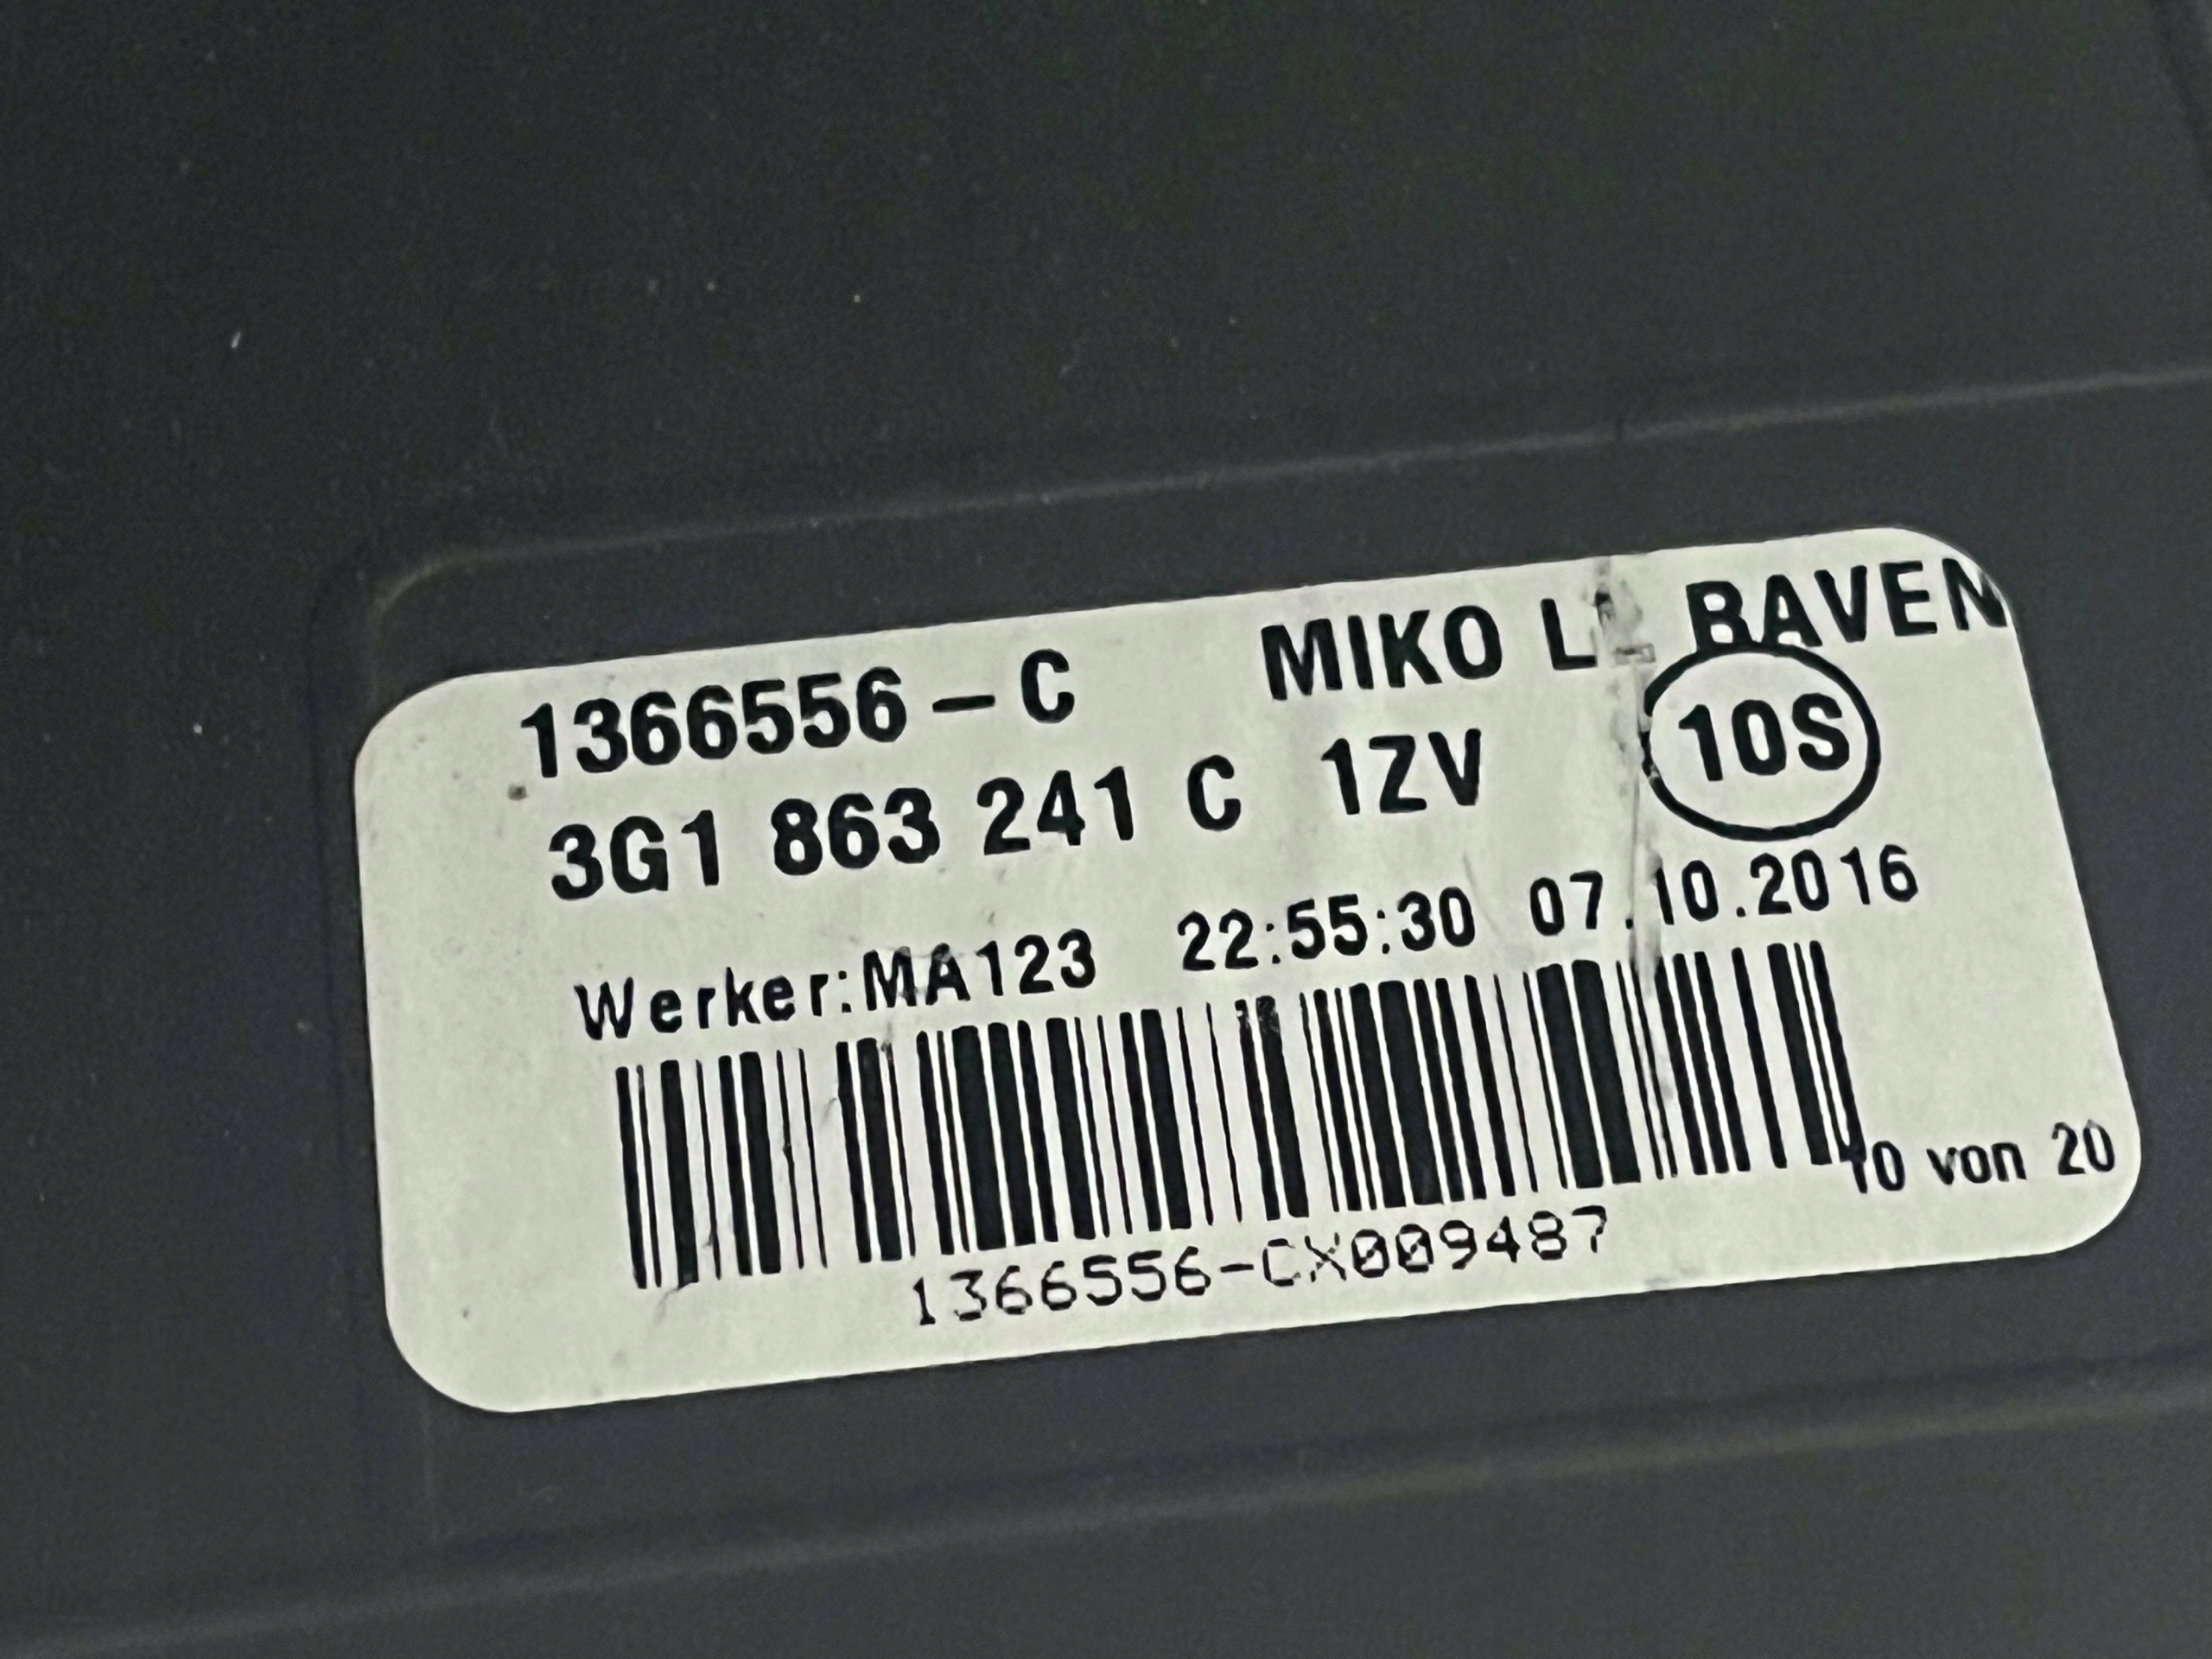 1366556-C MIKO LL RAVEN
3G1 863 241 C 1ZV 10S
Werker:MA123 22:55:30 07.10.2016
10 von 20
1366556-CX009487